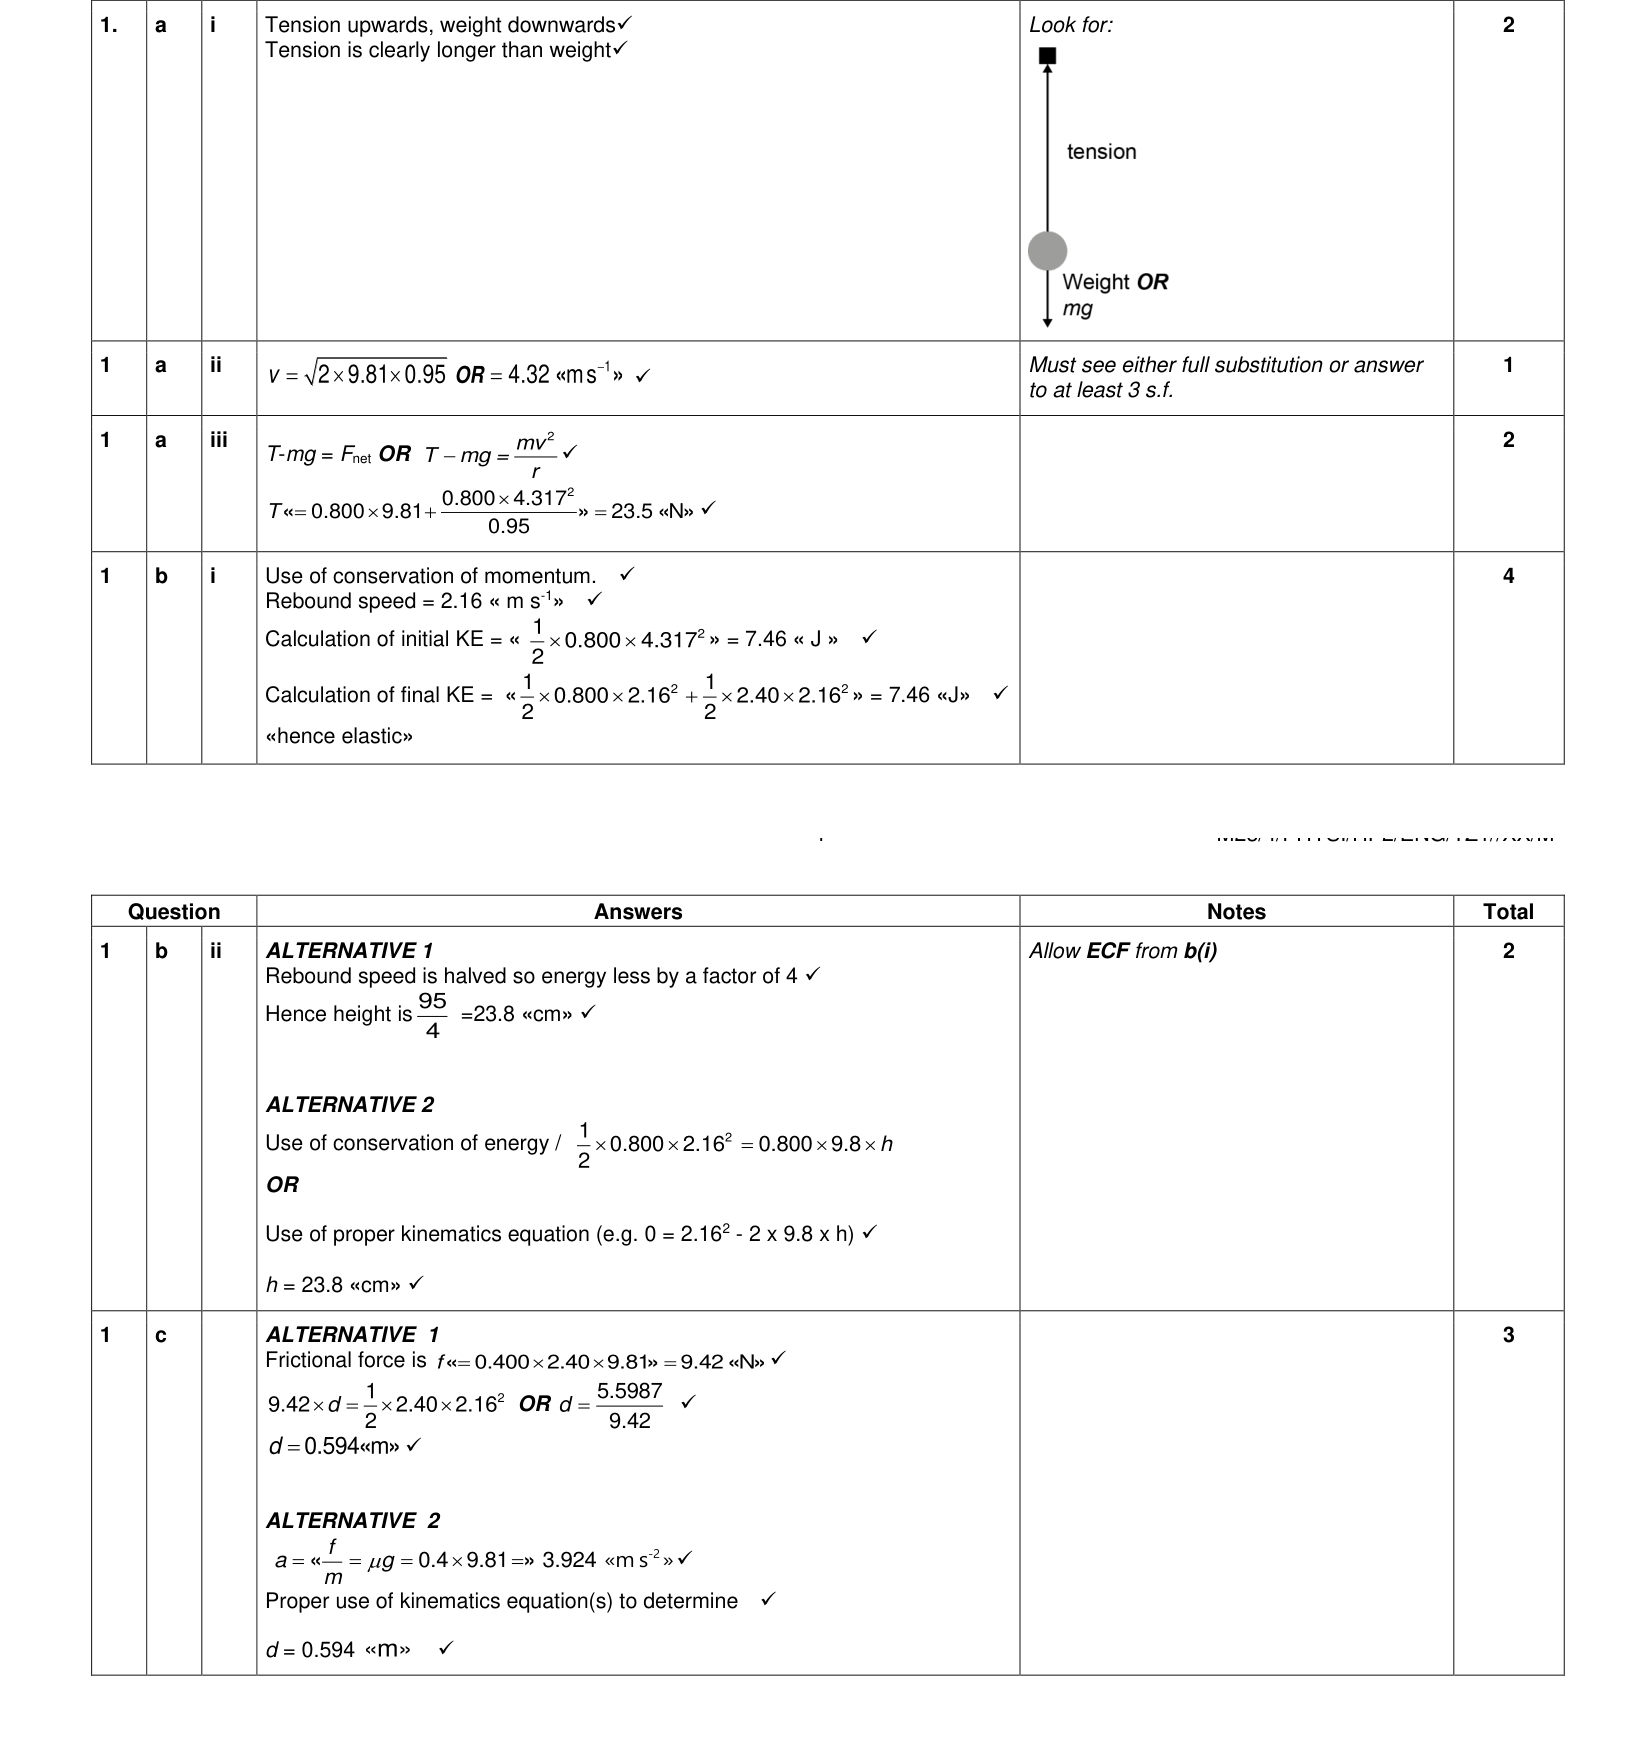 1. a i Tension upwards, weight downwards✓ Look for: 2
Tension is clearly longer than weight✓
tension
Weight OR
mg
1 a ii v = √(2×9.81×0.95) OR = 4.32 «m s⁻¹» ✓ Must see either full substitution or answer 1
to at least 3 s.f.
1 a iii T-mg = Fnet OR T − mg = mv²/r ✓ 2
T«= 0.800×9.81+ (0.800×4.317²)/0.95» = 23.5 «N» ✓
1 b i Use of conservation of momentum. ✓ 4
Rebound speed = 2.16 « m s⁻¹» ✓
Calculation of initial KE = « 1/2 ×0.800×4.317² » = 7.46 « J » ✓
Calculation of final KE = «1/2 ×0.800×2.16² + 1/2 ×2.40×2.16² » = 7.46 «J» ✓
«hence elastic»
Question Answers Notes Total
1 b ii ALTERNATIVE 1 Allow ECF from b(i) 2
Rebound speed is halved so energy less by a factor of 4 ✓
Hence height is 95/4 =23.8 «cm» ✓
ALTERNATIVE 2
Use of conservation of energy / 1/2 ×0.800×2.16² = 0.800×9.8×h
OR
Use of proper kinematics equation (e.g. 0 = 2.16² - 2 x 9.8 x h) ✓
h = 23.8 «cm» ✓
1 c ALTERNATIVE 1 3
Frictional force is f«= 0.400×2.40×9.81» = 9.42 «N» ✓
9.42×d = 1/2 ×2.40×2.16² OR d = 5.5987/9.42 ✓
d = 0.594«m» ✓
ALTERNATIVE 2
a = «f/m = μg = 0.4×9.81 =» 3.924 «m s⁻²» ✓
Proper use of kinematics equation(s) to determine ✓
d = 0.594 «m» ✓